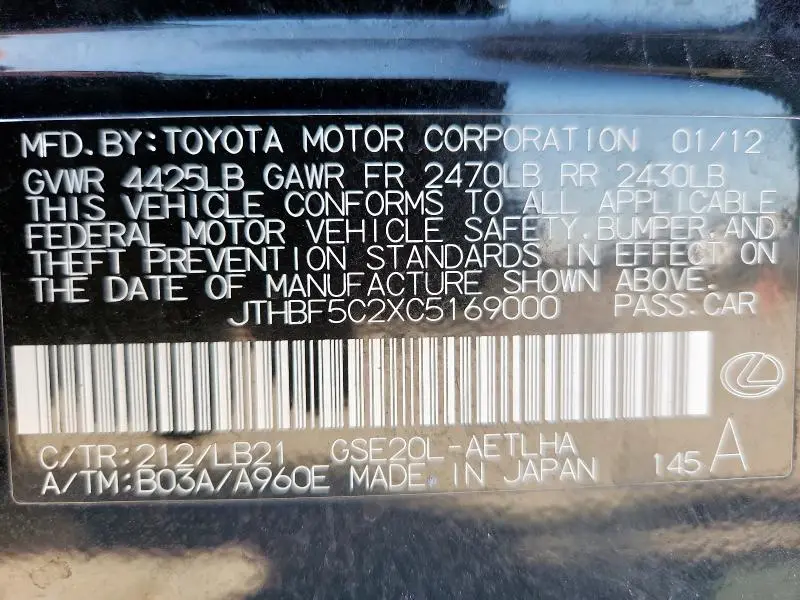 MFD.BY:TOYOTA MOTOR CORPORATION 01/12
GVWR 4425LB GAWR FR 2470LB RR 2430LB
THIS VEHICLE CONFORMS TO ALL APPLICABLE
FEDERAL MOTOR VEHICLE SAFETY,BUMPER,AND
THEFT PREVENTION STANDARDS IN EFFECT ON
THE DATE OF MANUFACTURE SHOWN ABOVE.
JTHBF5C2XC5169000 PASS.CAR
C/TR:212/LB21 GSE20L-AETLHA
A/TM:B03A/A960E MADE IN JAPAN 145 A